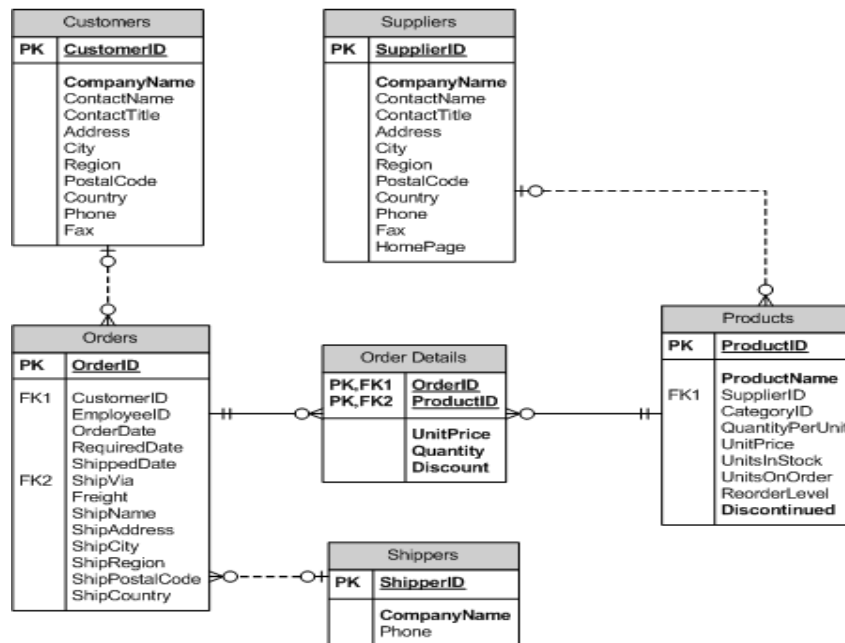 Customers
PK CustomerID
CompanyName
ContactName
ContactTitle
Address
City
Region
PostalCode
Country
Phone
Fax
Suppliers
PK SupplierID
CompanyName
ContactName
ContactTitle
Address
City
Region
PostalCode
Country
Phone
Fax
HomePage
Orders
PK OrderID
FK1 CustomerID
EmployeeID
OrderDate
RequiredDate
ShippedDate
FK2 ShipVia
Freight
ShipName
ShipAddress
ShipCity
ShipRegion
ShipPostalCode
ShipCountry
Order Details
PK,FK1 OrderID
PK,FK2 ProductID
UnitPrice
Quantity
Discount
Products
PK ProductID
ProductName
FK1 SupplierID
CategoryID
QuantityPerUnit
UnitPrice
UnitsInStock
UnitsOnOrder
ReorderLevel
Discontinued
Shippers
PK ShipperID
CompanyName
Phone